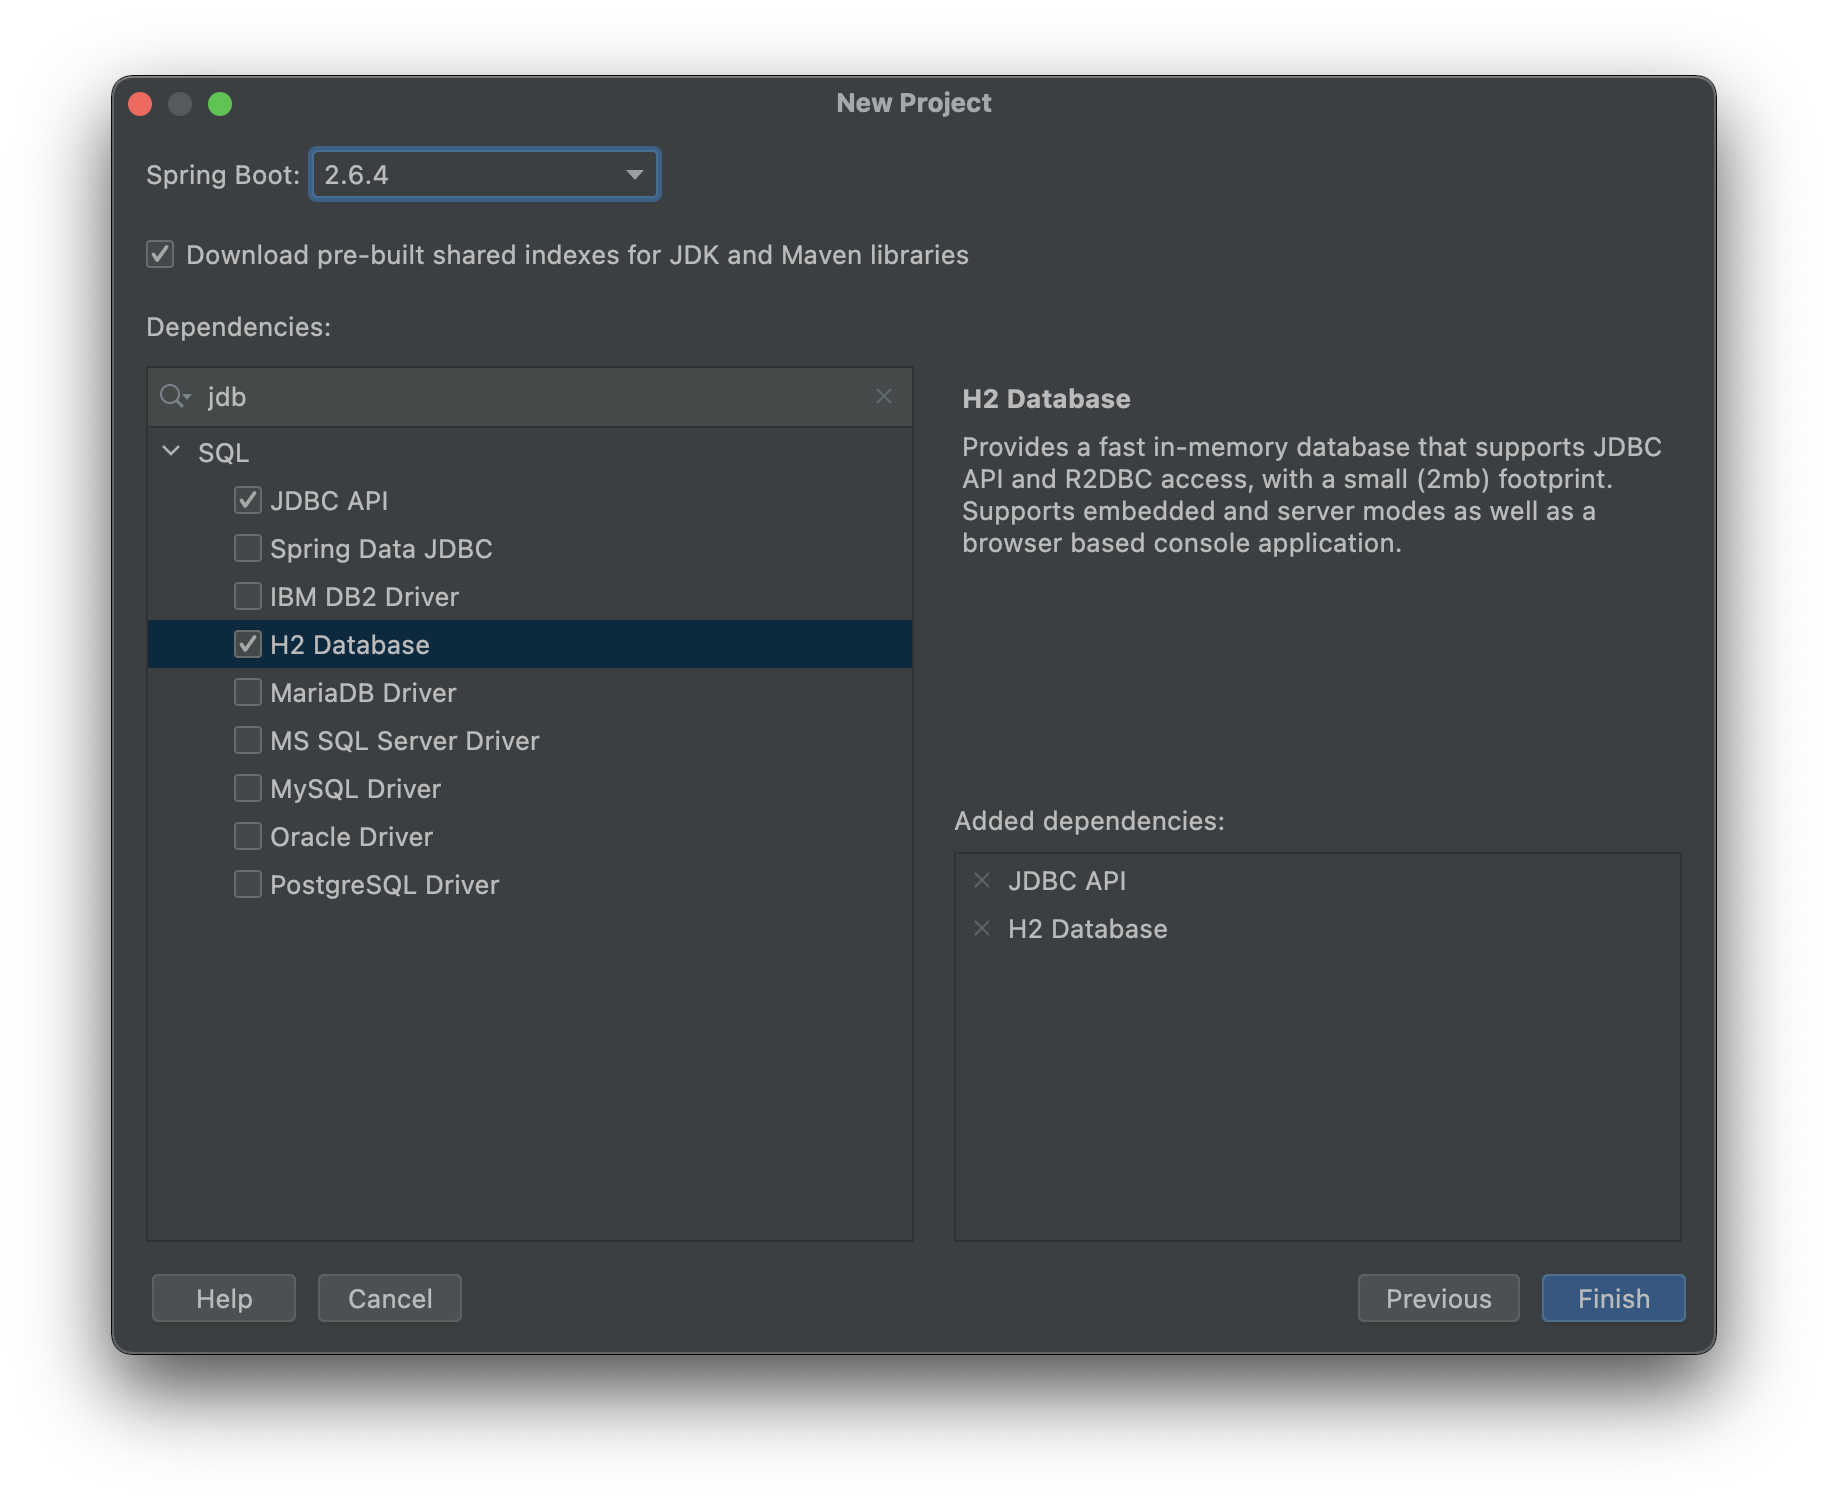 New Project
Spring Boot: 2.6.4
Download pre-built shared indexes for JDK and Maven libraries
Dependencies:
jdb
SQL
JDBC API
Spring Data JDBC
IBM DB2 Driver
H2 Database
MariaDB Driver
MS SQL Server Driver
MySQL Driver
Oracle Driver
PostgreSQL Driver
H2 Database
Provides a fast in-memory database that supports JDBC
API and R2DBC access, with a small (2mb) footprint.
Supports embedded and server modes as well as a
browser based console application.
Added dependencies:
JDBC API
H2 Database
Help
Cancel
Previous
Finish